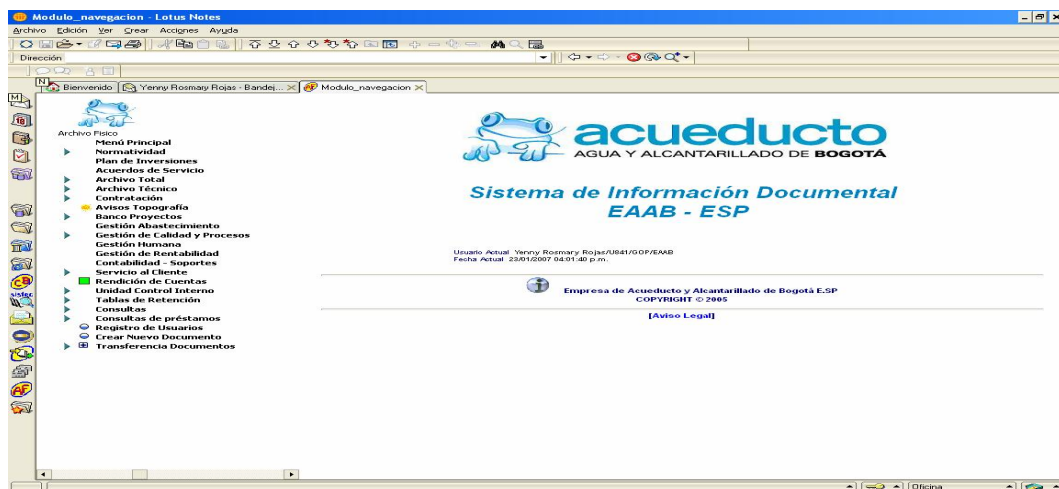 Modulo_navegacion - Lotus Notes
Archivo Edición Ver Crear Acciones Ayuda
Dirección
Bienvenido Yenny Rosmary Rojas - Bandej... Modulo_navegacion
Archivo Fisico
Menú Principal
Normatividad
Plan de Inversiones
Acuerdos de Servicio
Archivo Total
Archivo Técnico
Contratación
Avisos Topografía
Banco Proyectos
Gestión Abastecimiento
Gestión de Calidad y Procesos
Gestión Humana
Gestión de Rentabilidad
Contabilidad - Soportes
Servicio al Cliente
Rendición de Cuentas
Unidad Control Interno
Tablas de Retención
Consultas
Consultas de préstamos
Registro de Usuarios
Crear Nuevo Documento
Transferencia Documentos
acueducto
AGUA Y ALCANTARILLADO DE BOGOTÁ
Sistema de Información Documental
EAAB - ESP
Usuario Actual Yenny Rosmary Rojas/U841/GOP/EAAB
Fecha Actual 23/01/2007 04:01:40 p.m.
Empresa de Acueducto y Alcantarillado de Bogotá E.SP
COPYRIGHT © 2005
[Aviso Legal]
Oficina